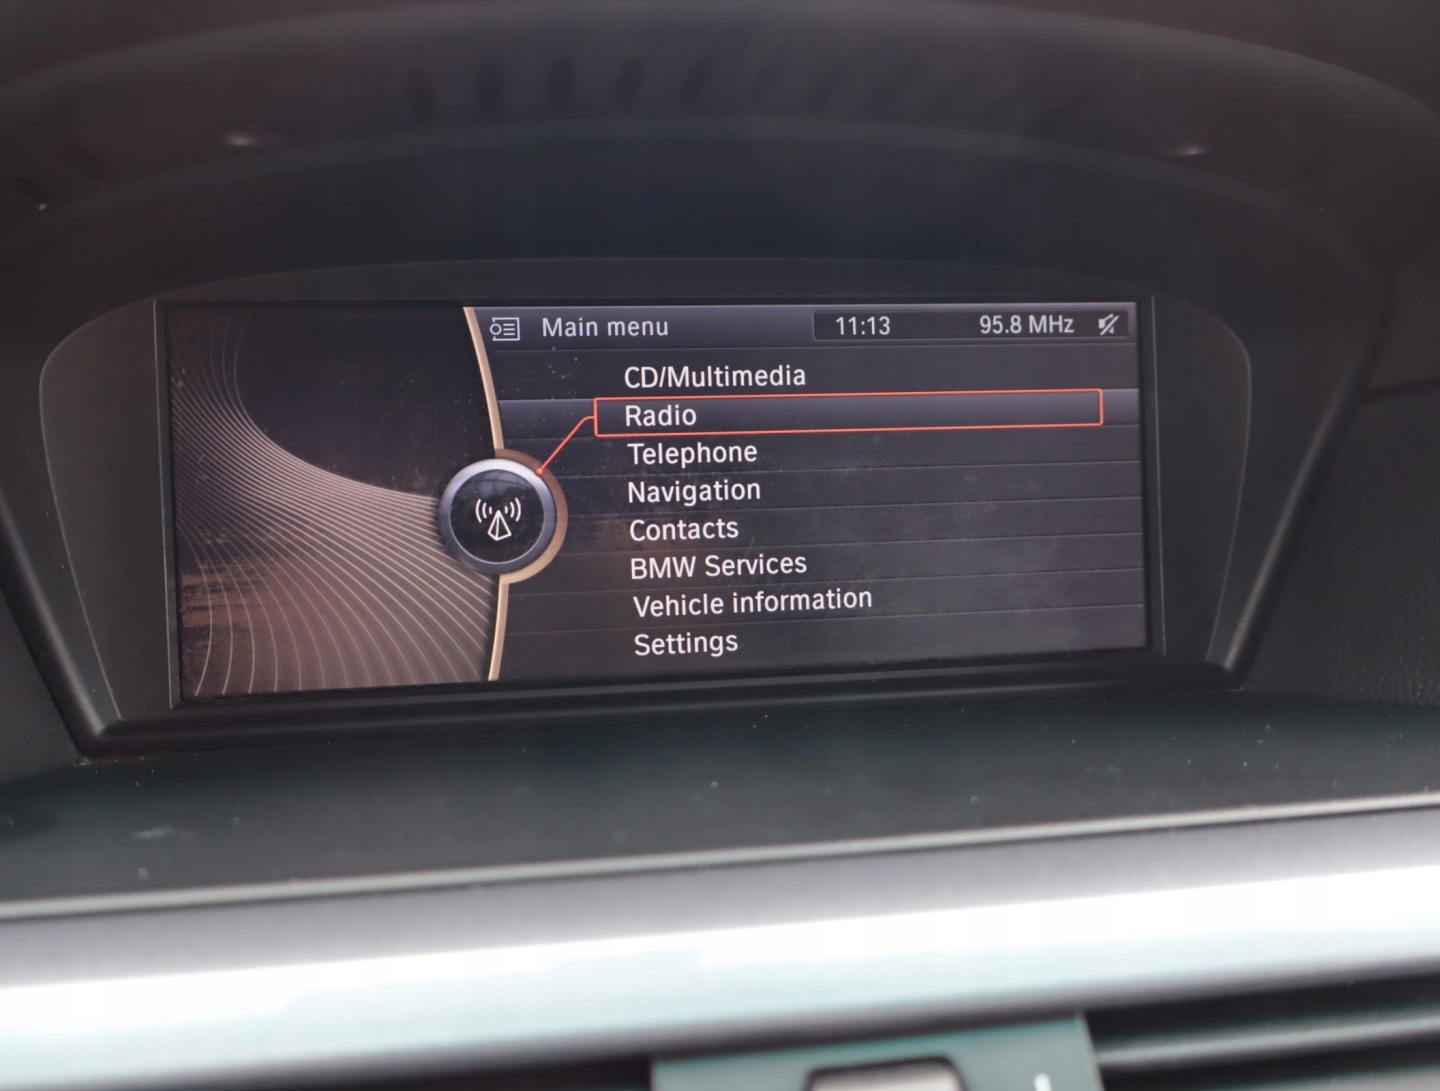 Main menu 11:13 95.8 MHz
CD/Multimedia
Radio
Telephone
Navigation
Contacts
BMW Services
Vehicle information
Settings